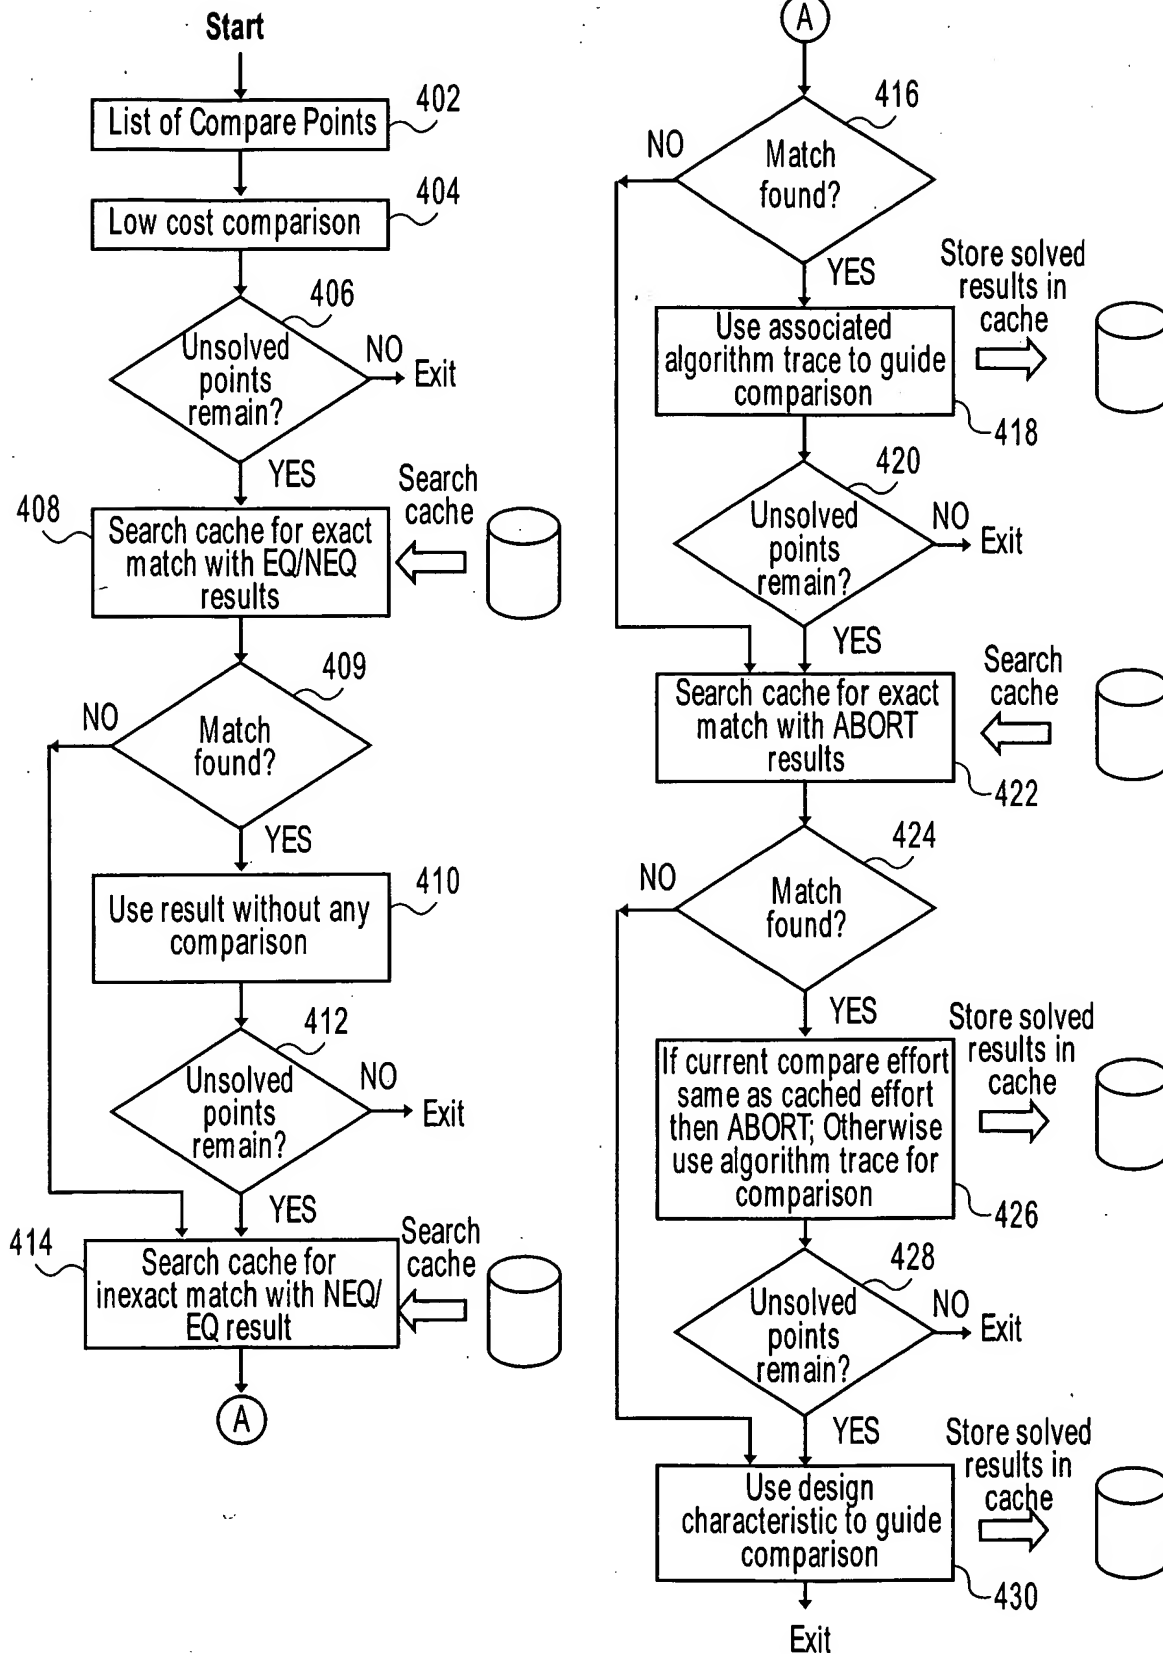 Start
List of Compare Points
402
Low cost comparison
404
406
Unsolved
points
remain?
NO
Exit
YES
408
Search cache for exact
match with EQ/NEQ
results
Search
cache
409
NO
Match
found?
YES
410
Use result without any
comparison
412
Unsolved
points
remain?
NO
Exit
YES
414
Search cache for
inexact match with NEQ/
EQ result
Search
cache
A
A
416
NO
Match
found?
YES
Use associated
algorithm trace to guide
comparison
418
Store solved
results in
cache
420
Unsolved
points
remain?
NO
Exit
YES
Search cache for exact
match with ABORT
results
422
Search
cache
424
NO
Match
found?
YES
If current compare effort
same as cached effort
then ABORT; Otherwise
use algorithm trace for
comparison
426
Store solved
results in
cache
428
Unsolved
points
remain?
NO
Exit
YES
Use design
characteristic to guide
comparison
430
Store solved
results in
cache
Exit